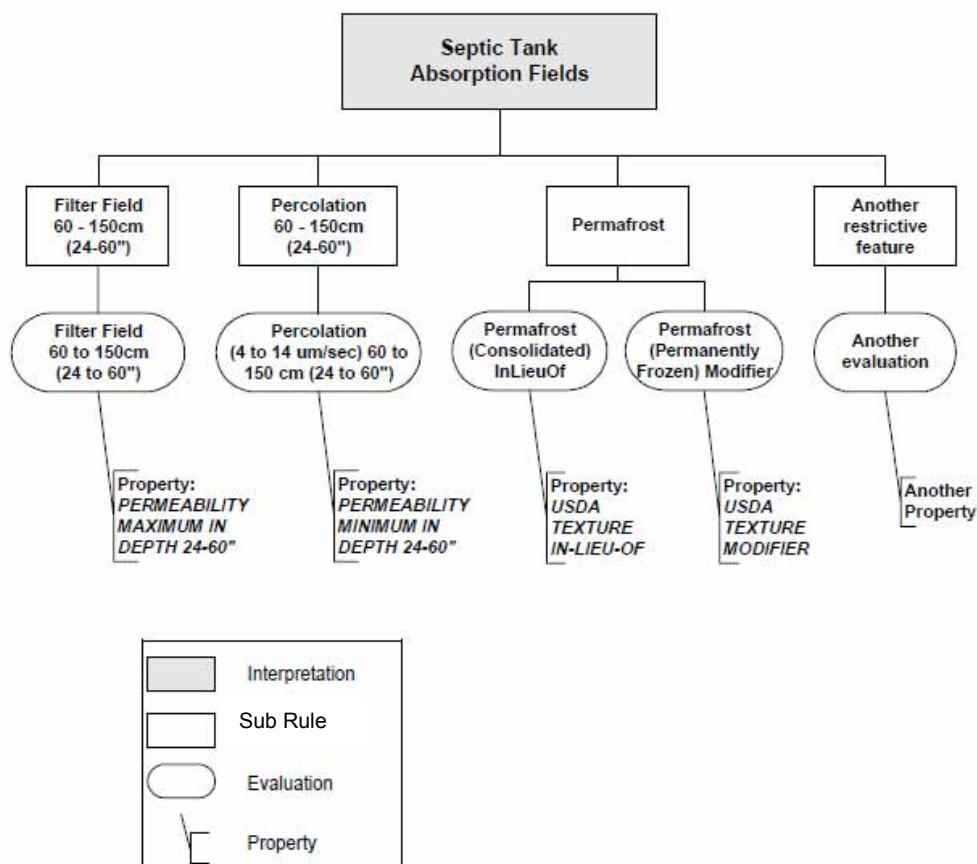 Septic Tank
Absorption Fields
Filter Field
60 - 150cm
(24-60")
Percolation
60 - 150cm
(24-60")
Permafrost
Another
restrictive
feature
Filter Field
60 to 150cm
(24 to 60")
Percolation
(4 to 14 um/sec) 60 to
150 cm (24 to 60")
Permafrost
(Consolidated)
InLieuOf
Permafrost
(Permanently
Frozen) Modifier
Another
evaluation
Property:
PERMEABILITY
MAXIMUM IN
DEPTH 24-60"
Property:
PERMEABILITY
MINIMUM IN
DEPTH 24-60"
Property:
USDA
TEXTURE
IN-LIEU-OF
Property:
USDA
TEXTURE
MODIFIER
Another
Property
Interpretation
Sub Rule
Evaluation
Property